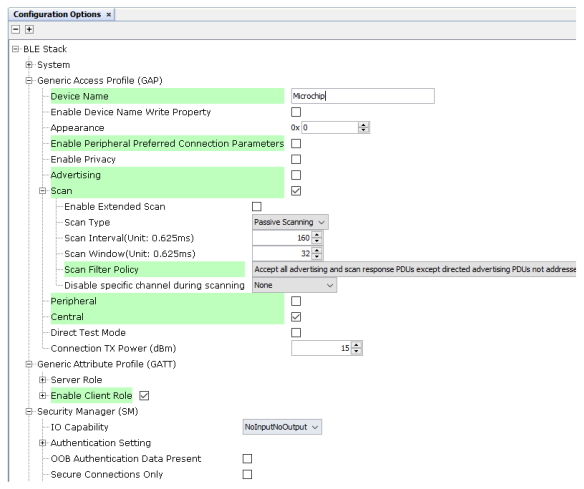 Configuration Options ×
BLE Stack
System
Generic Access Profile (GAP)
Device Name Microchip
Enable Device Name Write Property
Appearance 0x 0
Enable Peripheral Preferred Connection Parameters
Enable Privacy
Advertising
Scan
Enable Extended Scan
Scan Type Passive Scanning
Scan Interval(Unit: 0.625ms) 160
Scan Window(Unit: 0.625ms) 32
Scan Filter Policy Accept all advertising and scan response PDUs except directed advertising PDUs not addresse
Disable specific channel during scanning None
Peripheral
Central
Direct Test Mode
Connection TX Power (dBm) 15
Generic Attribute Profile (GATT)
Server Role
Enable Client Role
Security Manager (SM)
IO Capability NoInputNoOutput
Authentication Setting
OOB Authentication Data Present
Secure Connections Only